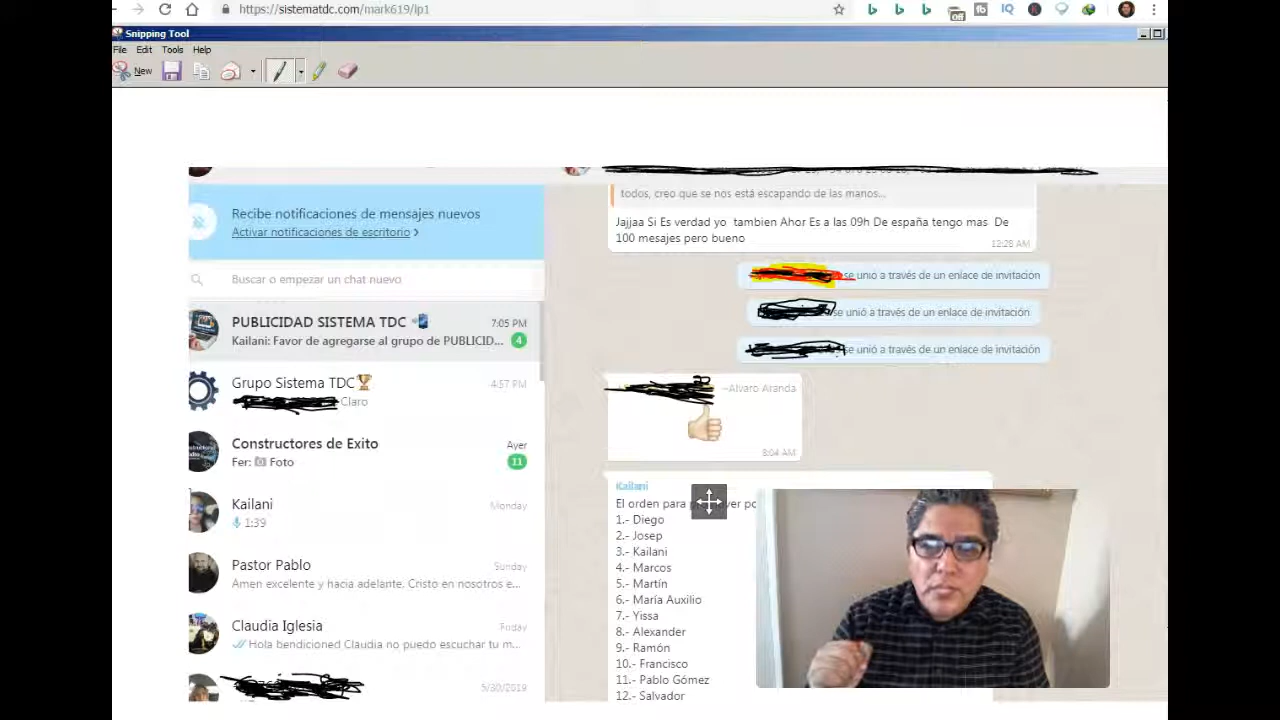 https://sistematdc.com/mark619/lp1
Off
Snipping Tool
File Edit Tools Help
New
Recibe notificaciones de mensajes nuevos
Activar notificaciones de escritorio >
Buscar o empezar un chat nuevo
PUBLICIDAD SISTEMA TDC 7:05 PM
Kailani: Favor de agregarse al grupo de PUBLICID... 4
Grupo Sistema TDC 4:57 PM
Claro
Constructores de Exito Ayer
Fer: Foto 11
Kailani Monday
1:39
Pastor Pablo Sunday
Amen excelente y hacia adelante. Cristo en nosotros e...
Claudia Iglesia Friday
Hola bendicioned Claudia no puedo escuchar tu m...
5/30/2019
todos, creo que se nos está escapando de las manos...
Jajjaa Si Es verdad yo tambien Ahor Es a las 09h De españa tengo mas De
100 mesajes pero bueno
12:28 AM
se unió a través de un enlace de invitación
se unió a través de un enlace de invitación
se unió a través de un enlace de invitación
~Alvaro Aranda
8:04 AM
Kailani
El orden para
1.- Diego
2.- Josep
3.- Kailani
4.- Marcos
5.- Martín
6.- María Auxilio
7.- Yissa
8.- Alexander
9.- Ramón
10.- Francisco
11.- Pablo Gómez
12.- Salvador